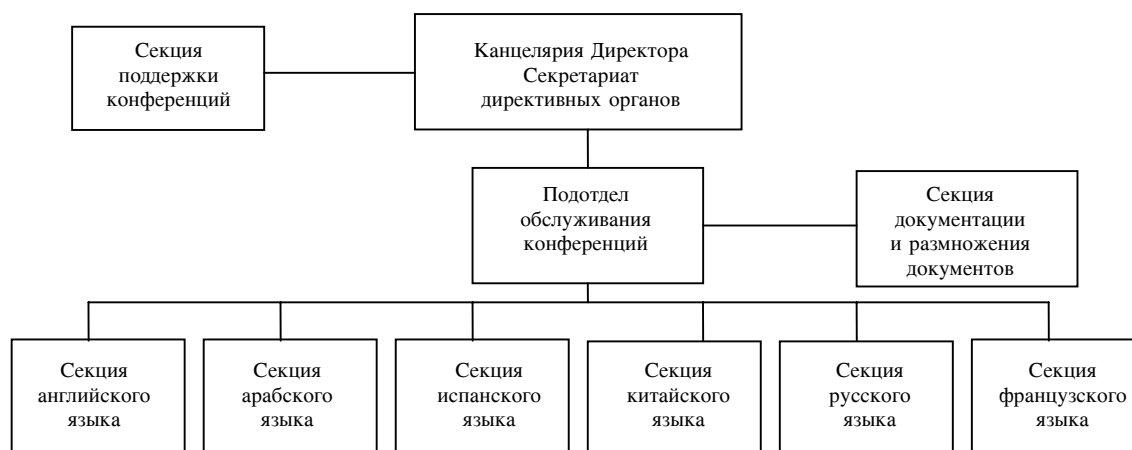 Секция
поддержки
конференций
Канцелярия Директора
Секретариат
директивных органов
Подотдел
обслуживания
конференций
Секция
документации
и размножения
документов
Секция
английского
языка
Секция
арабского
языка
Секция
испанского
языка
Секция
китайского
языка
Секция
русского
языка
Секция
французского
языка